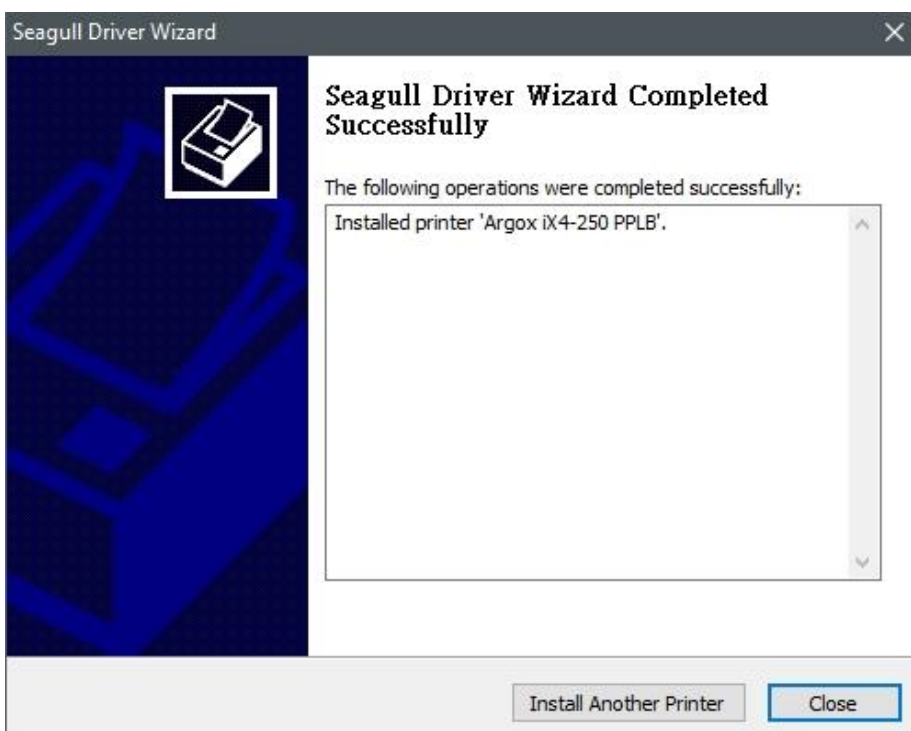 Seagull Driver Wizard
Seagull Driver Wizard Completed
Successfully
The following operations were completed successfully:
Installed printer 'Argox iX4-250 PPLB'.
Install Another Printer
Close